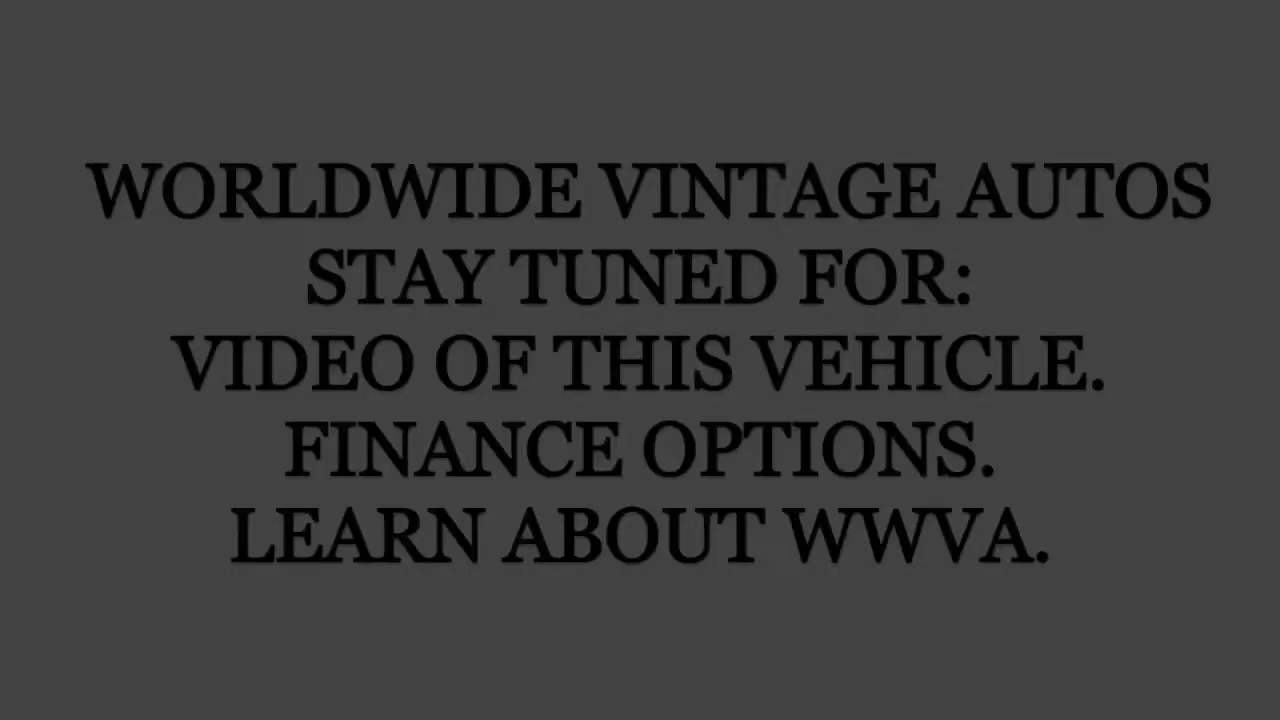 WORLDWIDE VINTAGE AUTOS
STAY TUNED FOR:
VIDEO OF THIS VEHICLE.
FINANCE OPTIONS.
LEARN ABOUT WWVA.